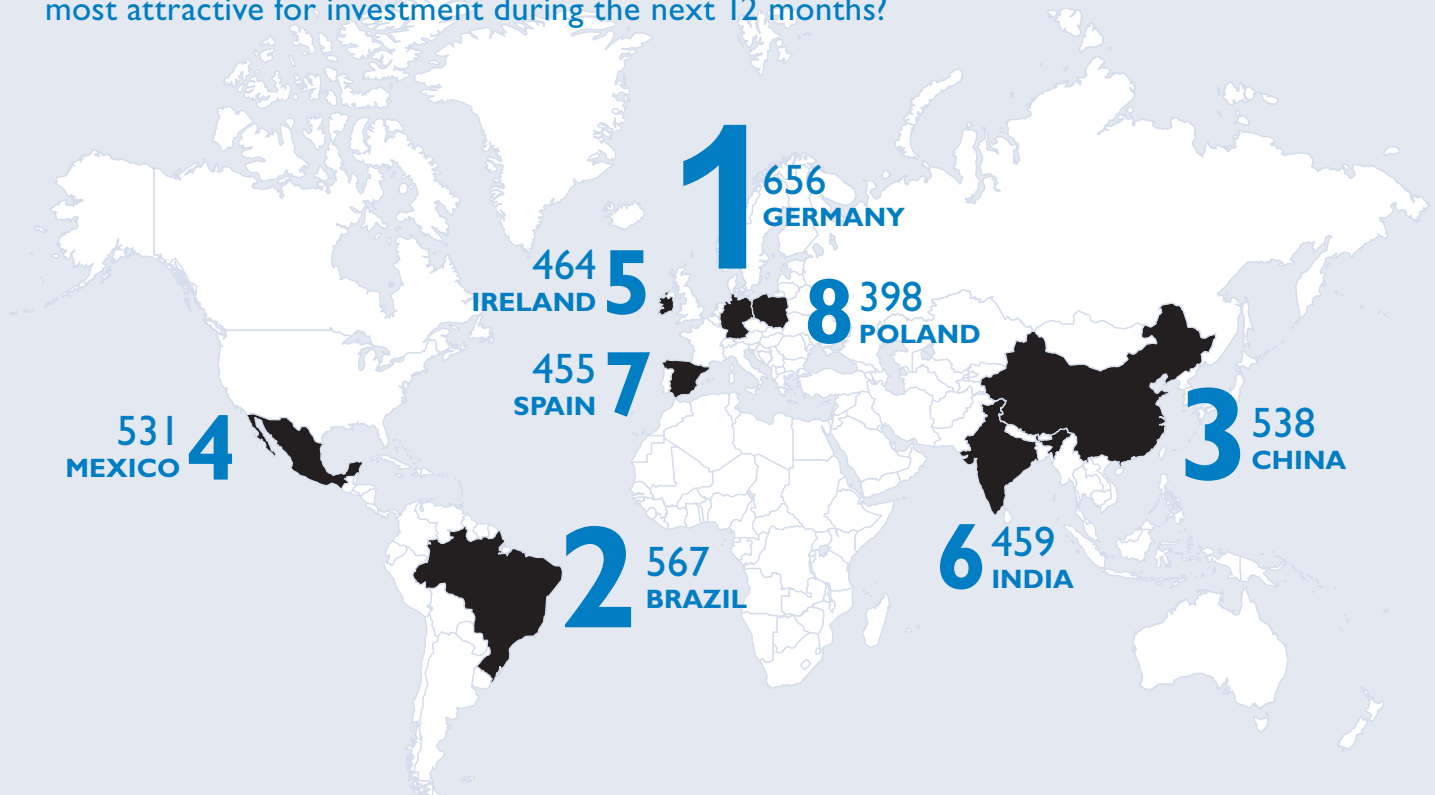 most attractive for investment during the next 12 months?
1
656
GERMANY
464
IRELAND
5
8
398
POLAND
455
SPAIN
7
531
MEXICO
4
3
538
CHINA
2
567
BRAZIL
6
459
INDIA